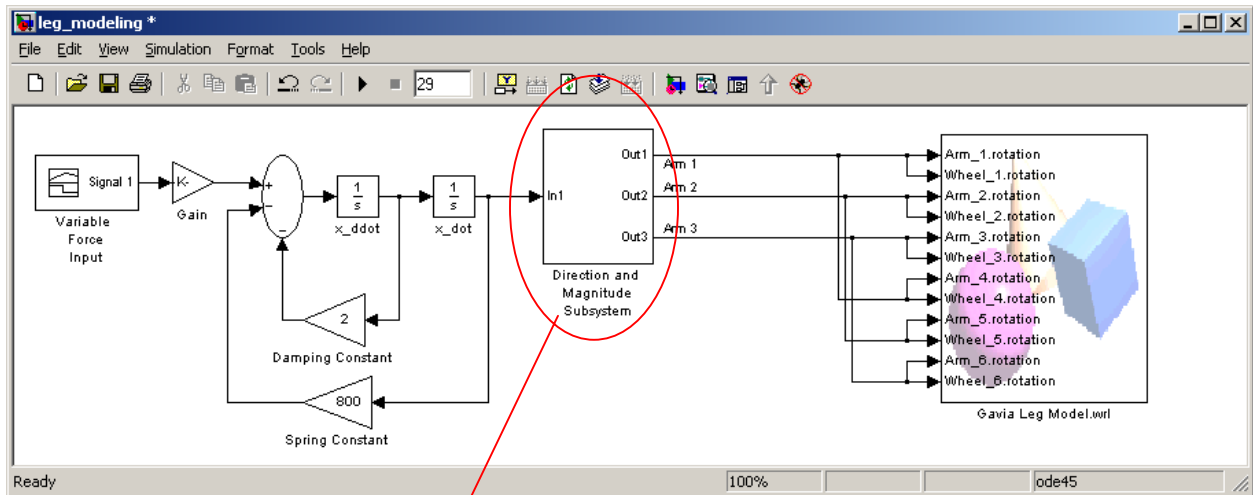 leg_modeling *
File Edit View Simulation Format Tools Help
29
Signal 1
Variable
Force
Input
K-
Gain
+
−
−
1
s
x_ddot
1
s
x_dot
2
Damping Constant
800
Spring Constant
In1
Out1
Out2
Out3
Direction and
Magnitude
Subsystem
Arm 1
Arm 2
Arm 3
Arm_1.rotation
Wheel_1.rotation
Arm_2.rotation
Wheel_2.rotation
Arm_3.rotation
Wheel_3.rotation
Arm_4.rotation
Wheel_4.rotation
Arm_5.rotation
Wheel_5.rotation
Arm_6.rotation
Wheel_6.rotation
Gavia Leg Model.wrl
Ready 100% ode45